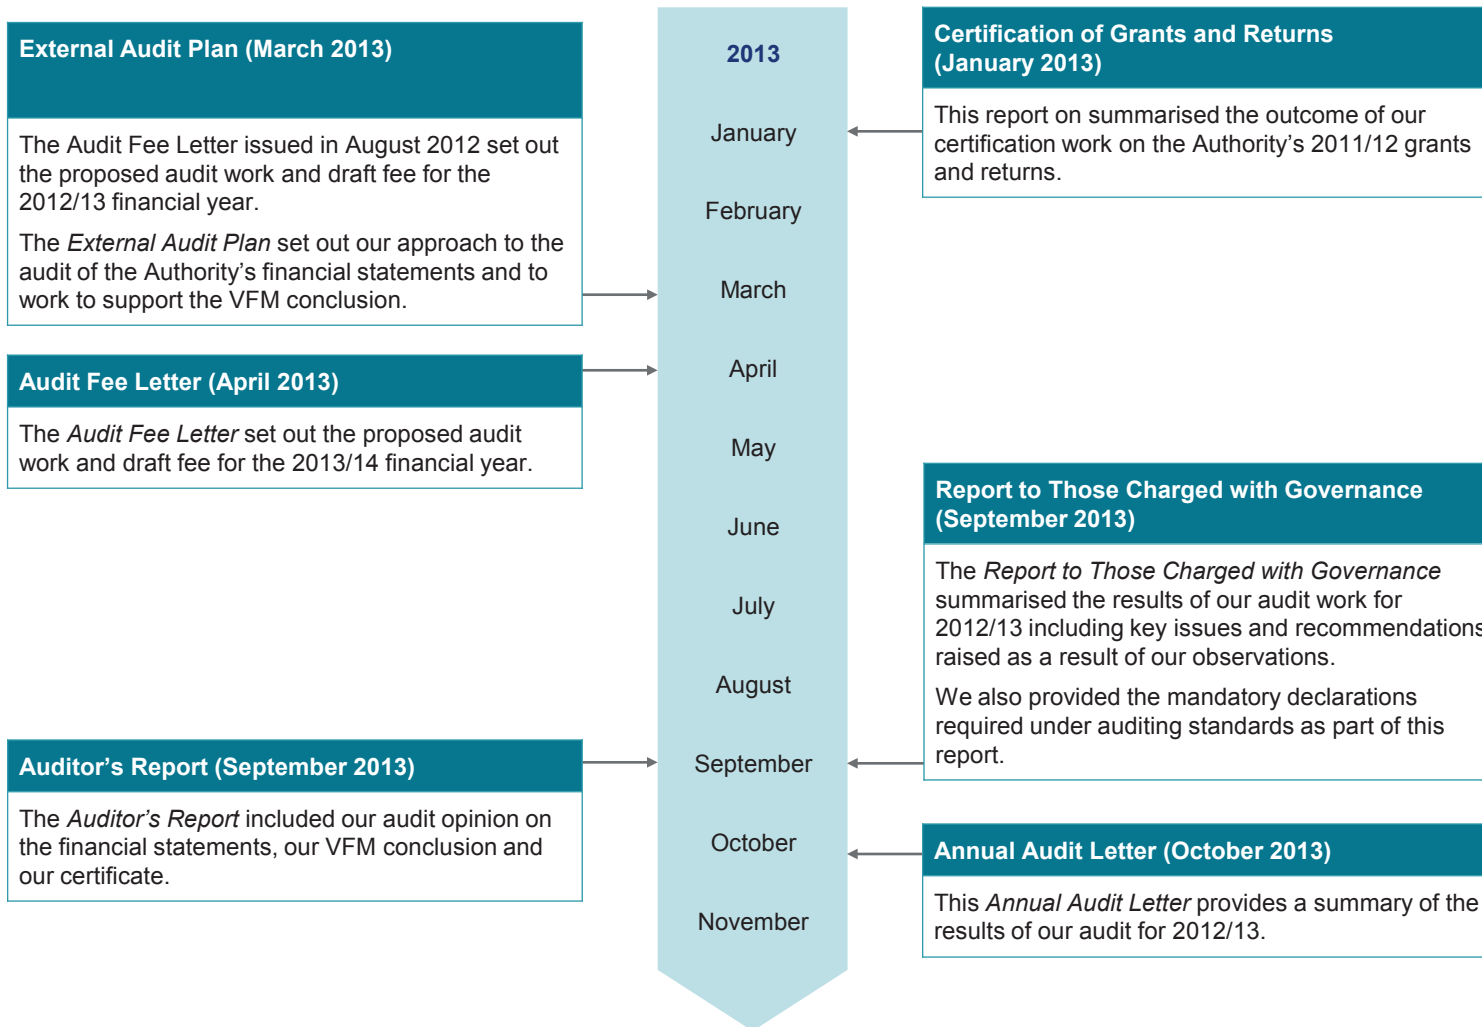 External Audit Plan (March 2013)
The Audit Fee Letter issued in August 2012 set out
the proposed audit work and draft fee for the
2012/13 financial year.
The External Audit Plan set out our approach to the
audit of the Authority’s financial statements and to
work to support the VFM conclusion.
Audit Fee Letter (April 2013)
The Audit Fee Letter set out the proposed audit
work and draft fee for the 2013/14 financial year.
Auditor’s Report (September 2013)
The Auditor’s Report included our audit opinion on
the financial statements, our VFM conclusion and
our certificate.
2013
January
February
March
April
May
June
July
August
September
October
November
Certification of Grants and Returns
(January 2013)
This report on summarised the outcome of our
certification work on the Authority’s 2011/12 grants
and returns.
Report to Those Charged with Governance
(September 2013)
The Report to Those Charged with Governance
summarised the results of our audit work for
2012/13 including key issues and recommendations
raised as a result of our observations.
We also provided the mandatory declarations
required under auditing standards as part of this
report.
Annual Audit Letter (October 2013)
This Annual Audit Letter provides a summary of the
results of our audit for 2012/13.